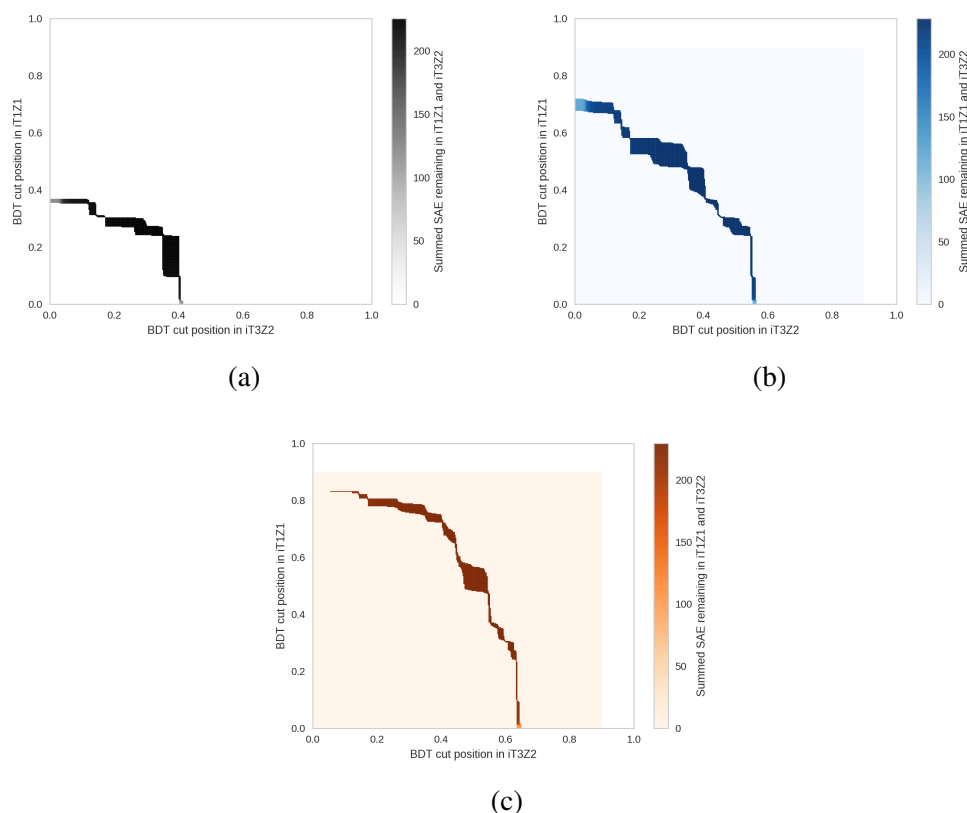 1.0
0.8
0.6
0.4
0.2
0.0
BDT cut position in iT1Z1
0.0 0.2 0.4 0.6 0.8 1.0
BDT cut position in iT3Z2
200
150
100
50
0
Summed SAE remaining in iT1Z1 and iT3Z2
(a)
1.0
0.8
0.6
0.4
0.2
0.0
BDT cut position in iT1Z1
0.0 0.2 0.4 0.6 0.8 1.0
BDT cut position in iT3Z2
200
150
100
50
0
Summed SAE remaining in iT1Z1 and iT3Z2
(b)
1.0
0.8
0.6
0.4
0.2
0.0
BDT cut position in iT1Z1
0.0 0.2 0.4 0.6 0.8 1.0
BDT cut position in iT3Z2
200
150
100
50
0
Summed SAE remaining in iT1Z1 and iT3Z2
(c)